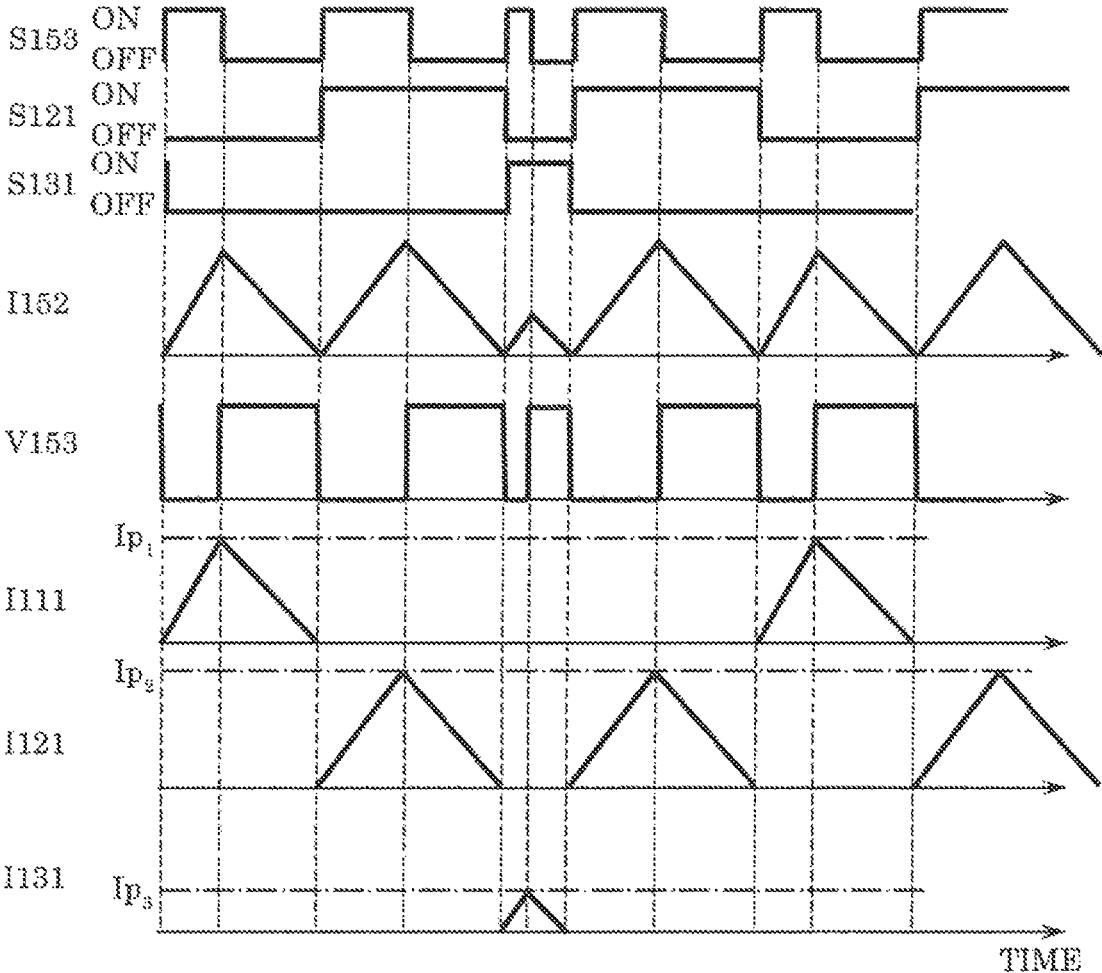 S153 ON
OFF
S121 ON
OFF
S131 ON
OFF
I152
V153
Ip₁
I111
Ip₂
I121
I131
Ip₃
TIME